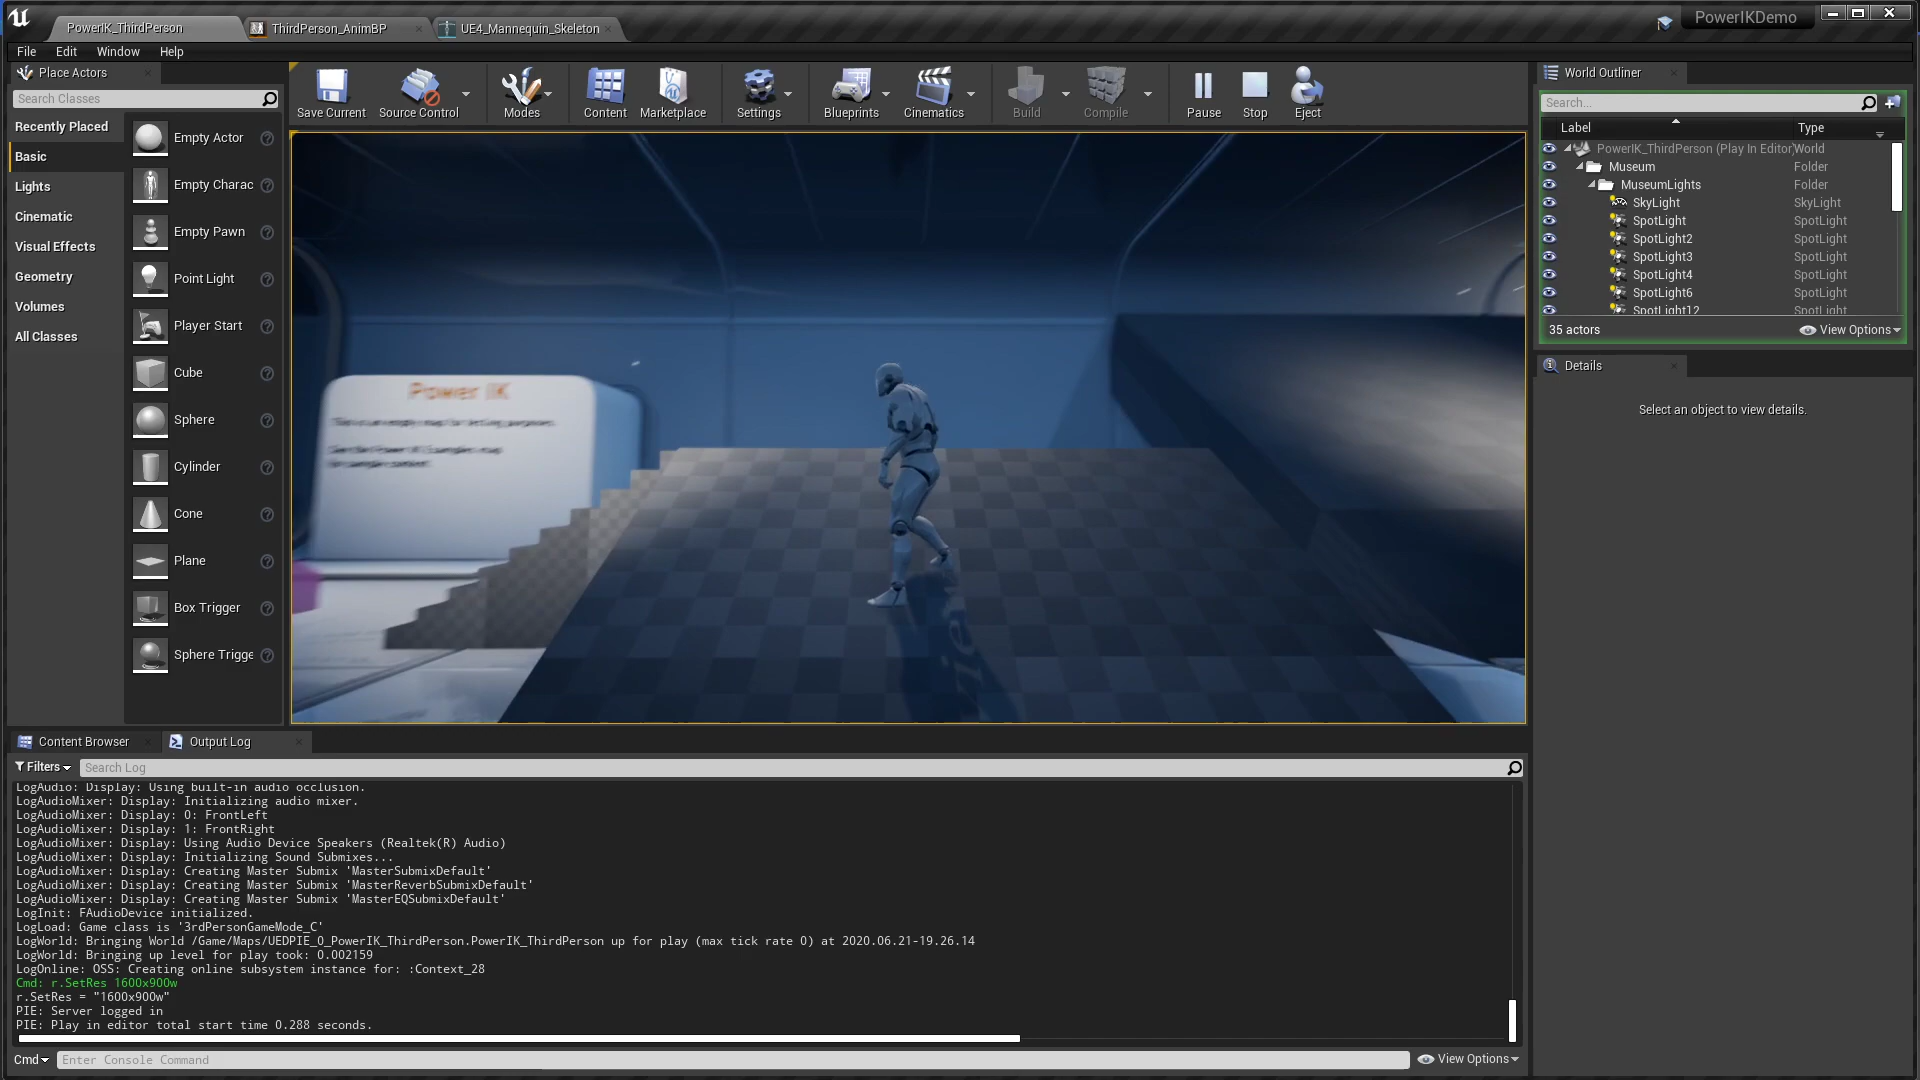 PowerIK_ThirdPerson
ThirdPerson_AnimBP
UE4_Mannequin_Skeleton
PowerIKDemo
File Edit Window Help
Place Actors
Search Classes
Recently Placed
Basic
Lights
Cinematic
Visual Effects
Geometry
Volumes
All Classes
Empty Actor
Empty Charac
Empty Pawn
Point Light
Player Start
Cube
Sphere
Cylinder
Cone
Plane
Box Trigger
Sphere Trigge
Save Current
Source Control
Modes
Content
Marketplace
Settings
Blueprints
Cinematics
Build
Compile
Pause
Stop
Eject
Power IK
World Outliner
Search...
Label Type
PowerIK_ThirdPerson (Play In Editor) World
Museum Folder
MuseumLights Folder
SkyLight SkyLight
SpotLight SpotLight
SpotLight2 SpotLight
SpotLight3 SpotLight
SpotLight4 SpotLight
SpotLight6 SpotLight
SpotLight12 SpotLight
35 actors
View Options
Details
Select an object to view details.
Content Browser
Output Log
Filters
Search Log
LogAudio: Display: Using built-in audio occlusion.
LogAudioMixer: Display: Initializing audio mixer.
LogAudioMixer: Display: 0: FrontLeft
LogAudioMixer: Display: 1: FrontRight
LogAudioMixer: Display: Using Audio Device Speakers (Realtek(R) Audio)
LogAudioMixer: Display: Initializing Sound Submixes...
LogAudioMixer: Display: Creating Master Submix 'MasterSubmixDefault'
LogAudioMixer: Display: Creating Master Submix 'MasterReverbSubmixDefault'
LogAudioMixer: Display: Creating Master Submix 'MasterEQSubmixDefault'
LogInit: FAudioDevice initialized.
LogLoad: Game class is '3rdPersonGameMode_C'
LogWorld: Bringing World /Game/Maps/UEDPIE_0_PowerIK_ThirdPerson.PowerIK_ThirdPerson up for play (max tick rate 0) at 2020.06.21-19.26.14
LogWorld: Bringing up level for play took: 0.002159
LogOnline: OSS: Creating online subsystem instance for: :Context_28
Cmd: r.SetRes 1600x900w
r.SetRes = "1600x900w"
PIE: Server logged in
PIE: Play in editor total start time 0.288 seconds.
Cmd
Enter Console Command
View Options